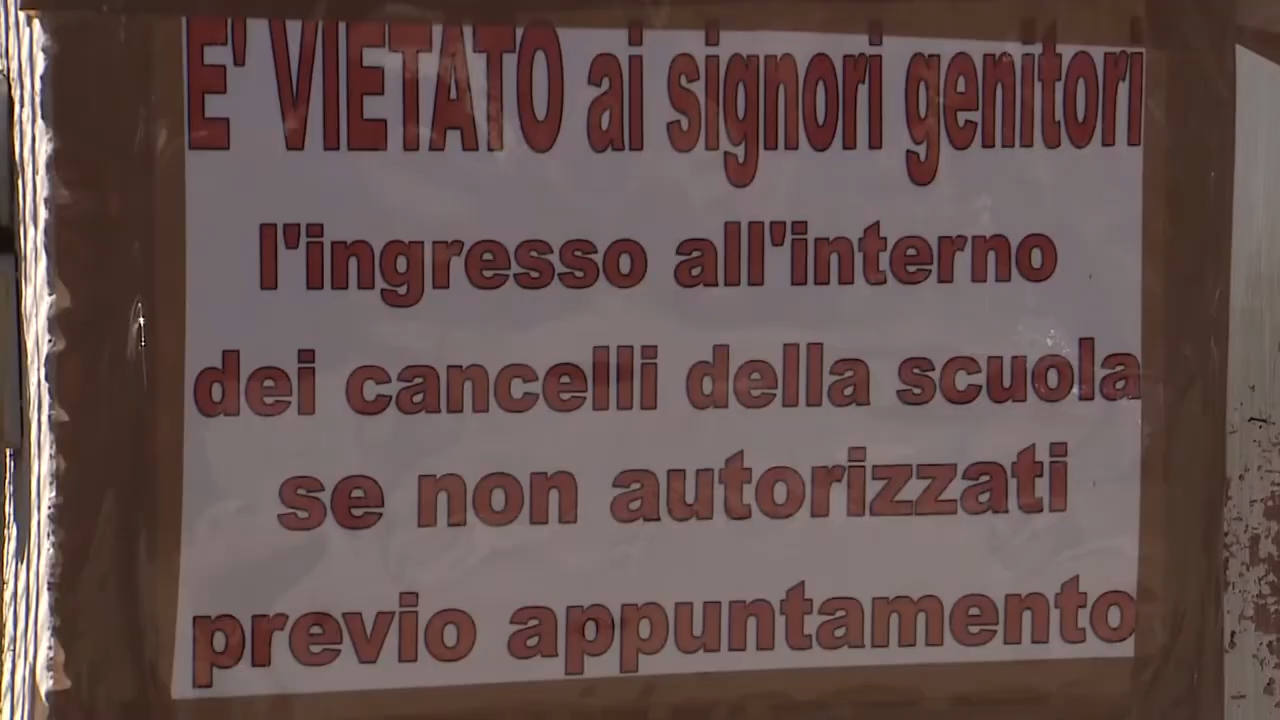 E' VIETATO ai signori genitori
l'ingresso all'interno
dei cancelli della scuola
se non autorizzati
previo appuntamento